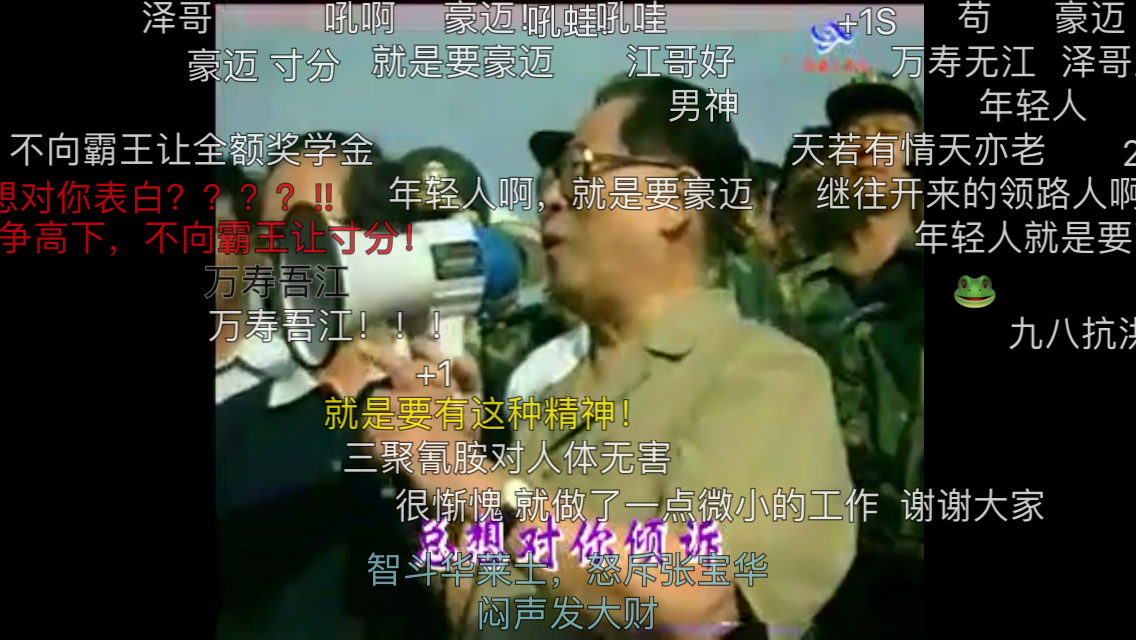 泽哥 吼啊 豪迈! 吼蛙! 吼哇 +1S 苟 豪迈
豪迈 寸分 就是要豪迈 江哥好 万寿无江 泽哥
男神 年轻人
不向霸王让全额奖学金 天若有情天亦老 2
想对你表白？？？？!! 年轻人啊，就是要豪迈 继往开来的领路人啊
争高下，不向霸王让寸分！ 年轻人就是要
万寿吾江
🐸
万寿吾江！！！ 九八抗洪
+1
就是要有这种精神！
三聚氰胺对人体无害
很惭愧 就做了一点微小的工作 谢谢大家
总想对你倾诉
智斗华莱士，怒斥张宝华
闷声发大财